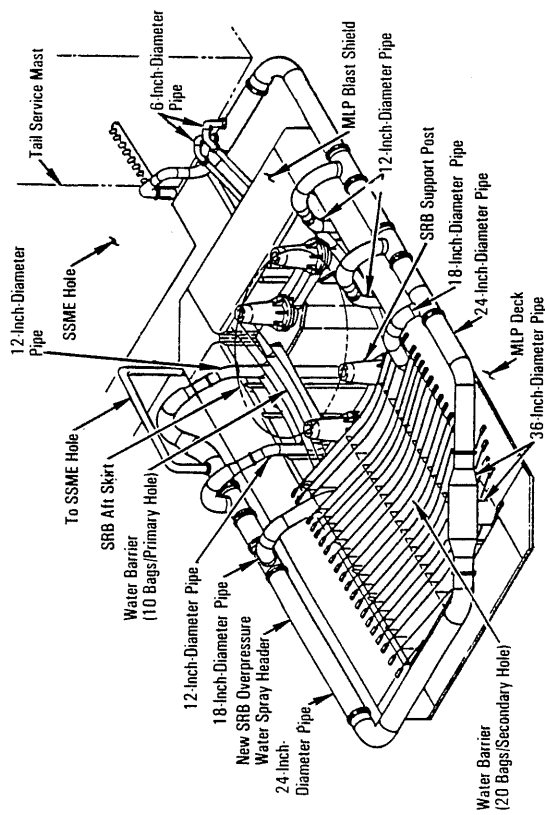 Tail Service Mast
6-Inch-Diameter
Pipe
MLP Blast Shield
12-Inch-Diameter Pipe
SRB Support Post
18-Inch-Diameter Pipe
24-Inch-Diameter Pipe
MLP Deck
36-Inch-Diameter Pipe
SSME Hole
12-Inch-Diameter
Pipe
To SSME Hole
SRB Aft Skirt
Water Barrier
(10 Bags/Primary Hole)
12-Inch-Diameter Pipe
18-Inch-Diameter Pipe
New SRB Overpressure
Water Spray Header
24-Inch-
Diameter Pipe
Water Barrier
(20 Bags/Secondary Hole)